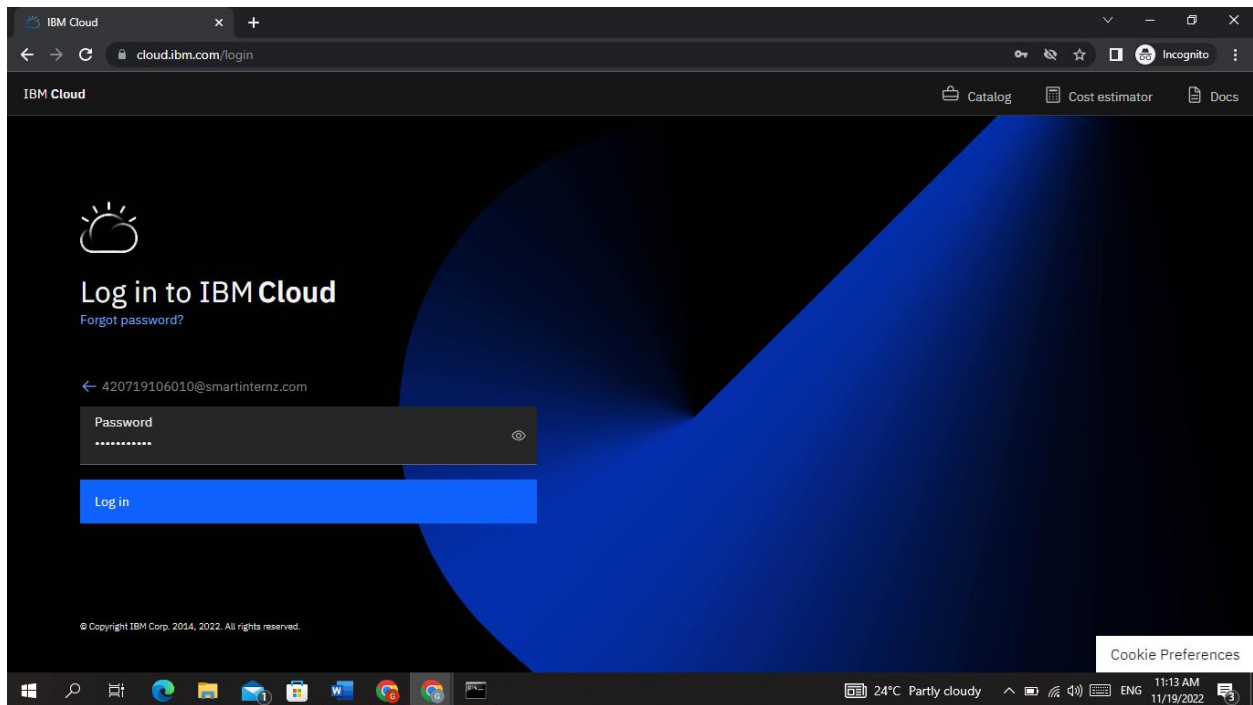 IBM Cloud
cloud.ibm.com/login
Incognito
IBM Cloud
Catalog
Cost estimator
Docs
Log in to IBM Cloud
Forgot password?
420719106010@smartinternz.com
Password
•••••••••••
Log in
© Copyright IBM Corp. 2014, 2022. All rights reserved.
Cookie Preferences
1
W
24°C Partly cloudy
ENG
11:13 AM
11/19/2022
3